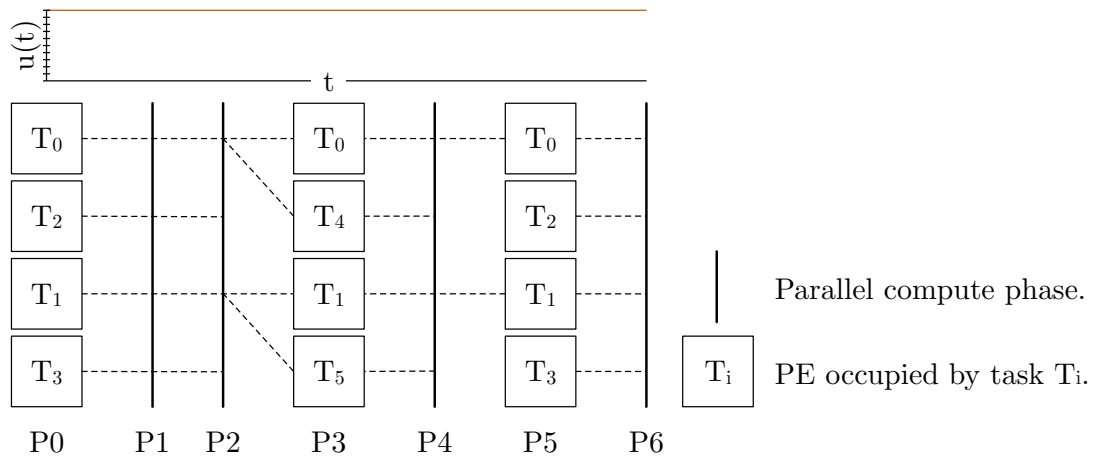 u(t)
t
T₀ T₀ T₀
T₂ T₄ T₂
T₁ T₁ T₁
Parallel compute phase.
T₃ T₅ T₃ Tᵢ PE occupied by task Tᵢ.
P0 P1 P2 P3 P4 P5 P6